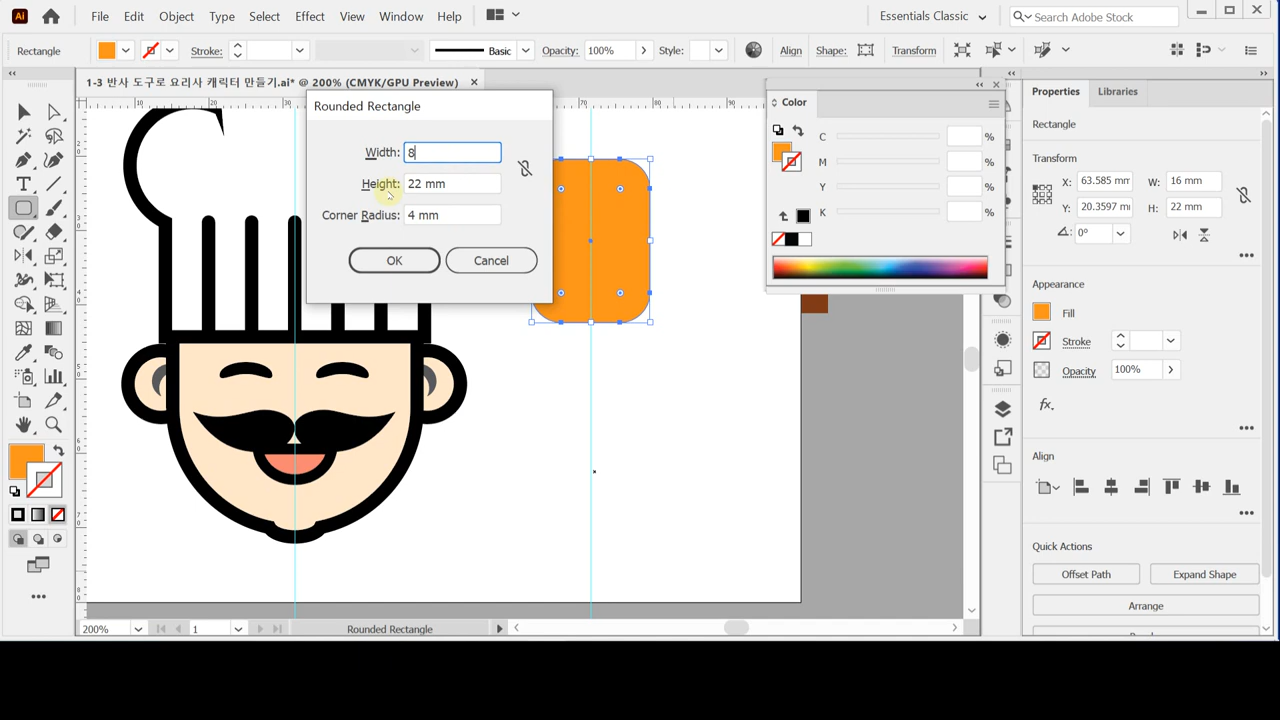 Ai File Edit Object Type Select Effect View Window Help Essentials Classic Search Adobe Stock
Rectangle Stroke: Basic Opacity: 100% Style: Align Shape: Transform
1-3 반사 도구로 요리사 캐릭터 만들기.ai* @ 200% (CMYK/GPU Preview)
Rounded Rectangle
Width: 8
Height: 22 mm
Corner Radius: 4 mm
OK Cancel
Color
C %
M %
Y %
K %
Properties Libraries
Rectangle
Transform
X: 63.585 mm W: 16 mm
Y: 20.3597 mm H: 22 mm
0°
Appearance
Fill
Stroke
Opacity 100%
fx
Align
Quick Actions
Offset Path Expand Shape
Arrange
200% 1 Rounded Rectangle